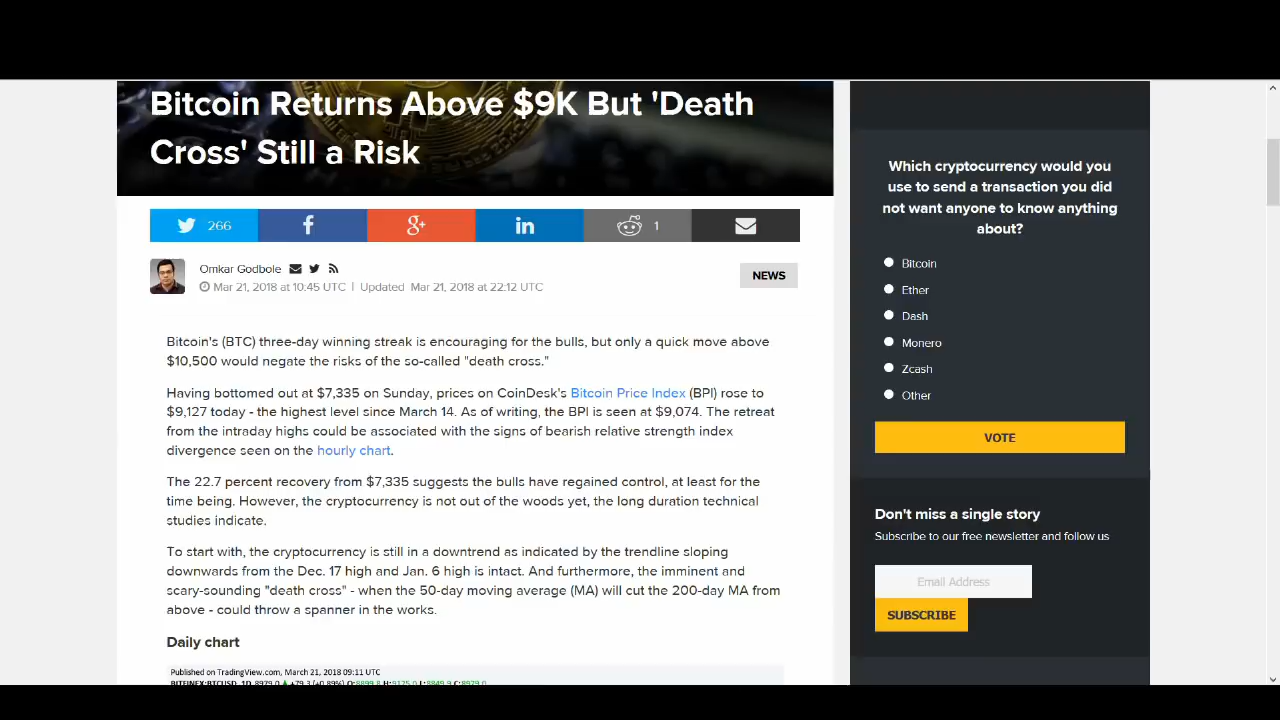 Bitcoin Returns Above $9K But 'Death
Cross' Still a Risk
266
1
Omkar Godbole
Mar 21, 2018 at 10:45 UTC | Updated Mar 21, 2018 at 22:12 UTC
NEWS
Bitcoin's (BTC) three-day winning streak is encouraging for the bulls, but only a quick move above
$10,500 would negate the risks of the so-called "death cross."
Having bottomed out at $7,335 on Sunday, prices on CoinDesk's Bitcoin Price Index (BPI) rose to
$9,127 today - the highest level since March 14. As of writing, the BPI is seen at $9,074. The retreat
from the intraday highs could be associated with the signs of bearish relative strength index
divergence seen on the hourly chart.
The 22.7 percent recovery from $7,335 suggests the bulls have regained control, at least for the
time being. However, the cryptocurrency is not out of the woods yet, the long duration technical
studies indicate.
To start with, the cryptocurrency is still in a downtrend as indicated by the trendline sloping
downwards from the Dec. 17 high and Jan. 6 high is intact. And furthermore, the imminent and
scary-sounding "death cross" - when the 50-day moving average (MA) will cut the 200-day MA from
above - could throw a spanner in the works.
Daily chart
Published on TradingView.com, March 21, 2018 09:11 UTC
Which cryptocurrency would you
use to send a transaction you did
not want anyone to know anything
about?
Bitcoin
Ether
Dash
Monero
Zcash
Other
VOTE
Don't miss a single story
Subscribe to our free newsletter and follow us
Email Address
SUBSCRIBE